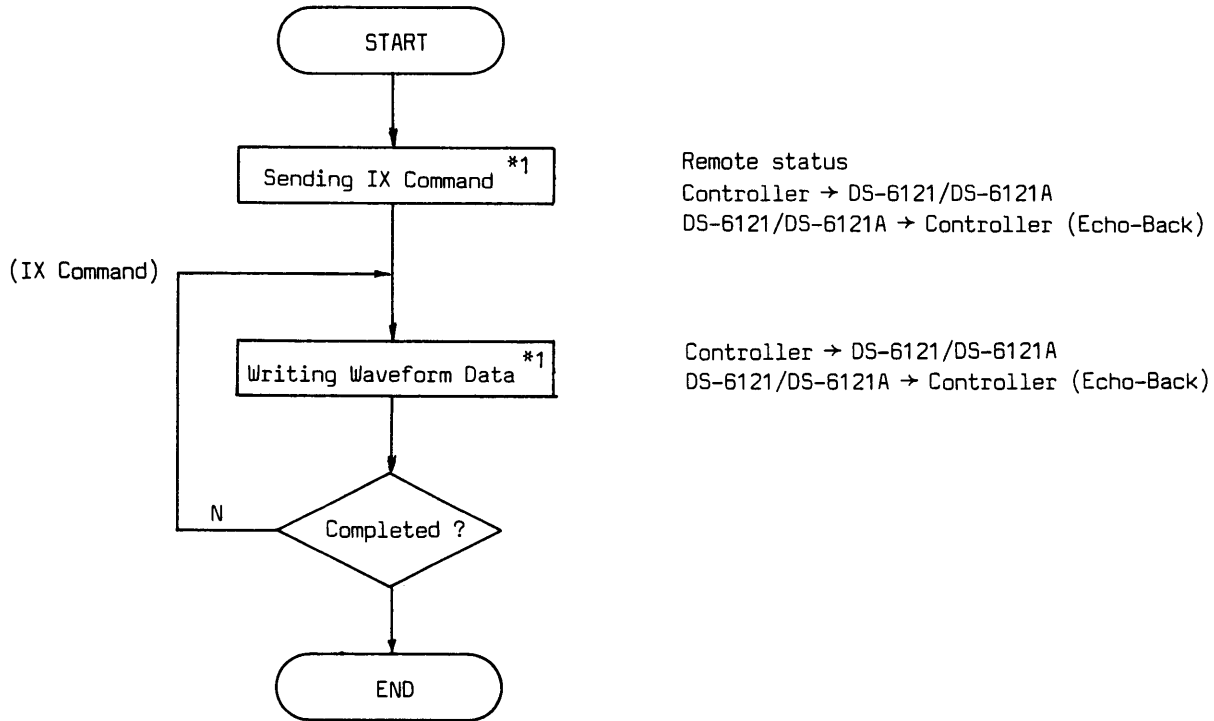 START
Sending IX Command *1
Remote status
Controller → DS-6121/DS-6121A
DS-6121/DS-6121A → Controller (Echo-Back)
(IX Command)
Writing Waveform Data *1
Controller → DS-6121/DS-6121A
DS-6121/DS-6121A → Controller (Echo-Back)
N
Completed ?
END